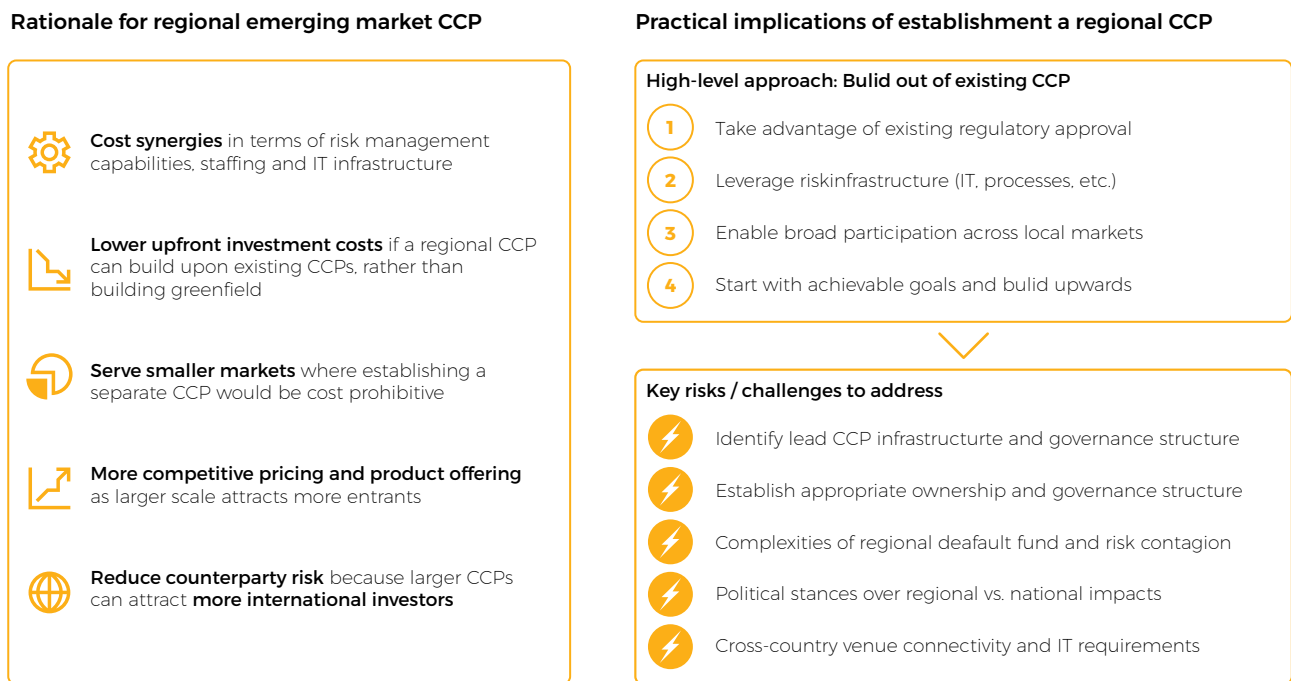 Rationale for regional emerging market CCP
Cost synergies in terms of risk management
capabilities, staffing and IT infrastructure
Lower upfront investment costs if a regional CCP
can build upon existing CCPs, rather than
building greenfield
Serve smaller markets where establishing a
separate CCP would be cost prohibitive
More competitive pricing and product offering
as larger scale attracts more entrants
Reduce counterparty risk because larger CCPs
can attract more international investors
Practical implications of establishment a regional CCP
High-level approach: Bulid out of existing CCP
1 Take advantage of existing regulatory approval
2 Leverage riskinfrastructure (IT, processes, etc.)
3 Enable broad participation across local markets
4 Start with achievable goals and bulid upwards
Key risks / challenges to address
Identify lead CCP infrastructurte and governance structure
Establish appropriate ownership and governance structure
Complexities of regional deafault fund and risk contagion
Political stances over regional vs. national impacts
Cross-country venue connectivity and IT requirements